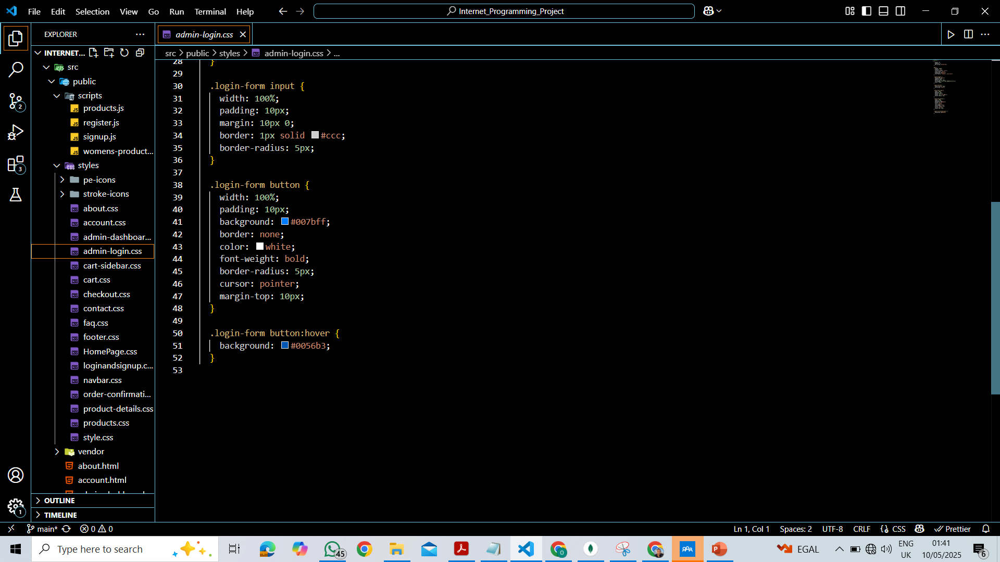 File Edit Selection View Go Run Terminal Help
Internet_Programming_Project
EXPLORER
INTERNET...
src
public
scripts
products.js
register.js
signup.js
womens-product...
styles
pe-icons
stroke-icons
about.css
account.css
admin-dashboar...
admin-login.css
cart-sidebar.css
cart.css
checkout.css
contact.css
faq.css
footer.css
HomePage.css
loginandsignup.c...
navbar.css
order-confirmati...
product-details.css
products.css
style.css
vendor
about.html
account.html
OUTLINE
TIMELINE
2
3
1
admin-login.css
src > public > styles > admin-login.css > ...
28 }
29
30 .login-form input {
31 width: 100%;
32 padding: 10px;
33 margin: 10px 0;
34 border: 1px solid #ccc;
35 border-radius: 5px;
36 }
37
38 .login-form button {
39 width: 100%;
40 padding: 10px;
41 background: #007bff;
42 border: none;
43 color: white;
44 font-weight: bold;
45 border-radius: 5px;
46 cursor: pointer;
47 margin-top: 10px;
48 }
49
50 .login-form button:hover {
51 background: #0056b3;
52 }
53
main* 0 0 Ln 1, Col 1 Spaces: 2 UTF-8 CRLF {} CSS Prettier
Type here to search 45 EGAL ENG UK 01:41 10/05/2025 6